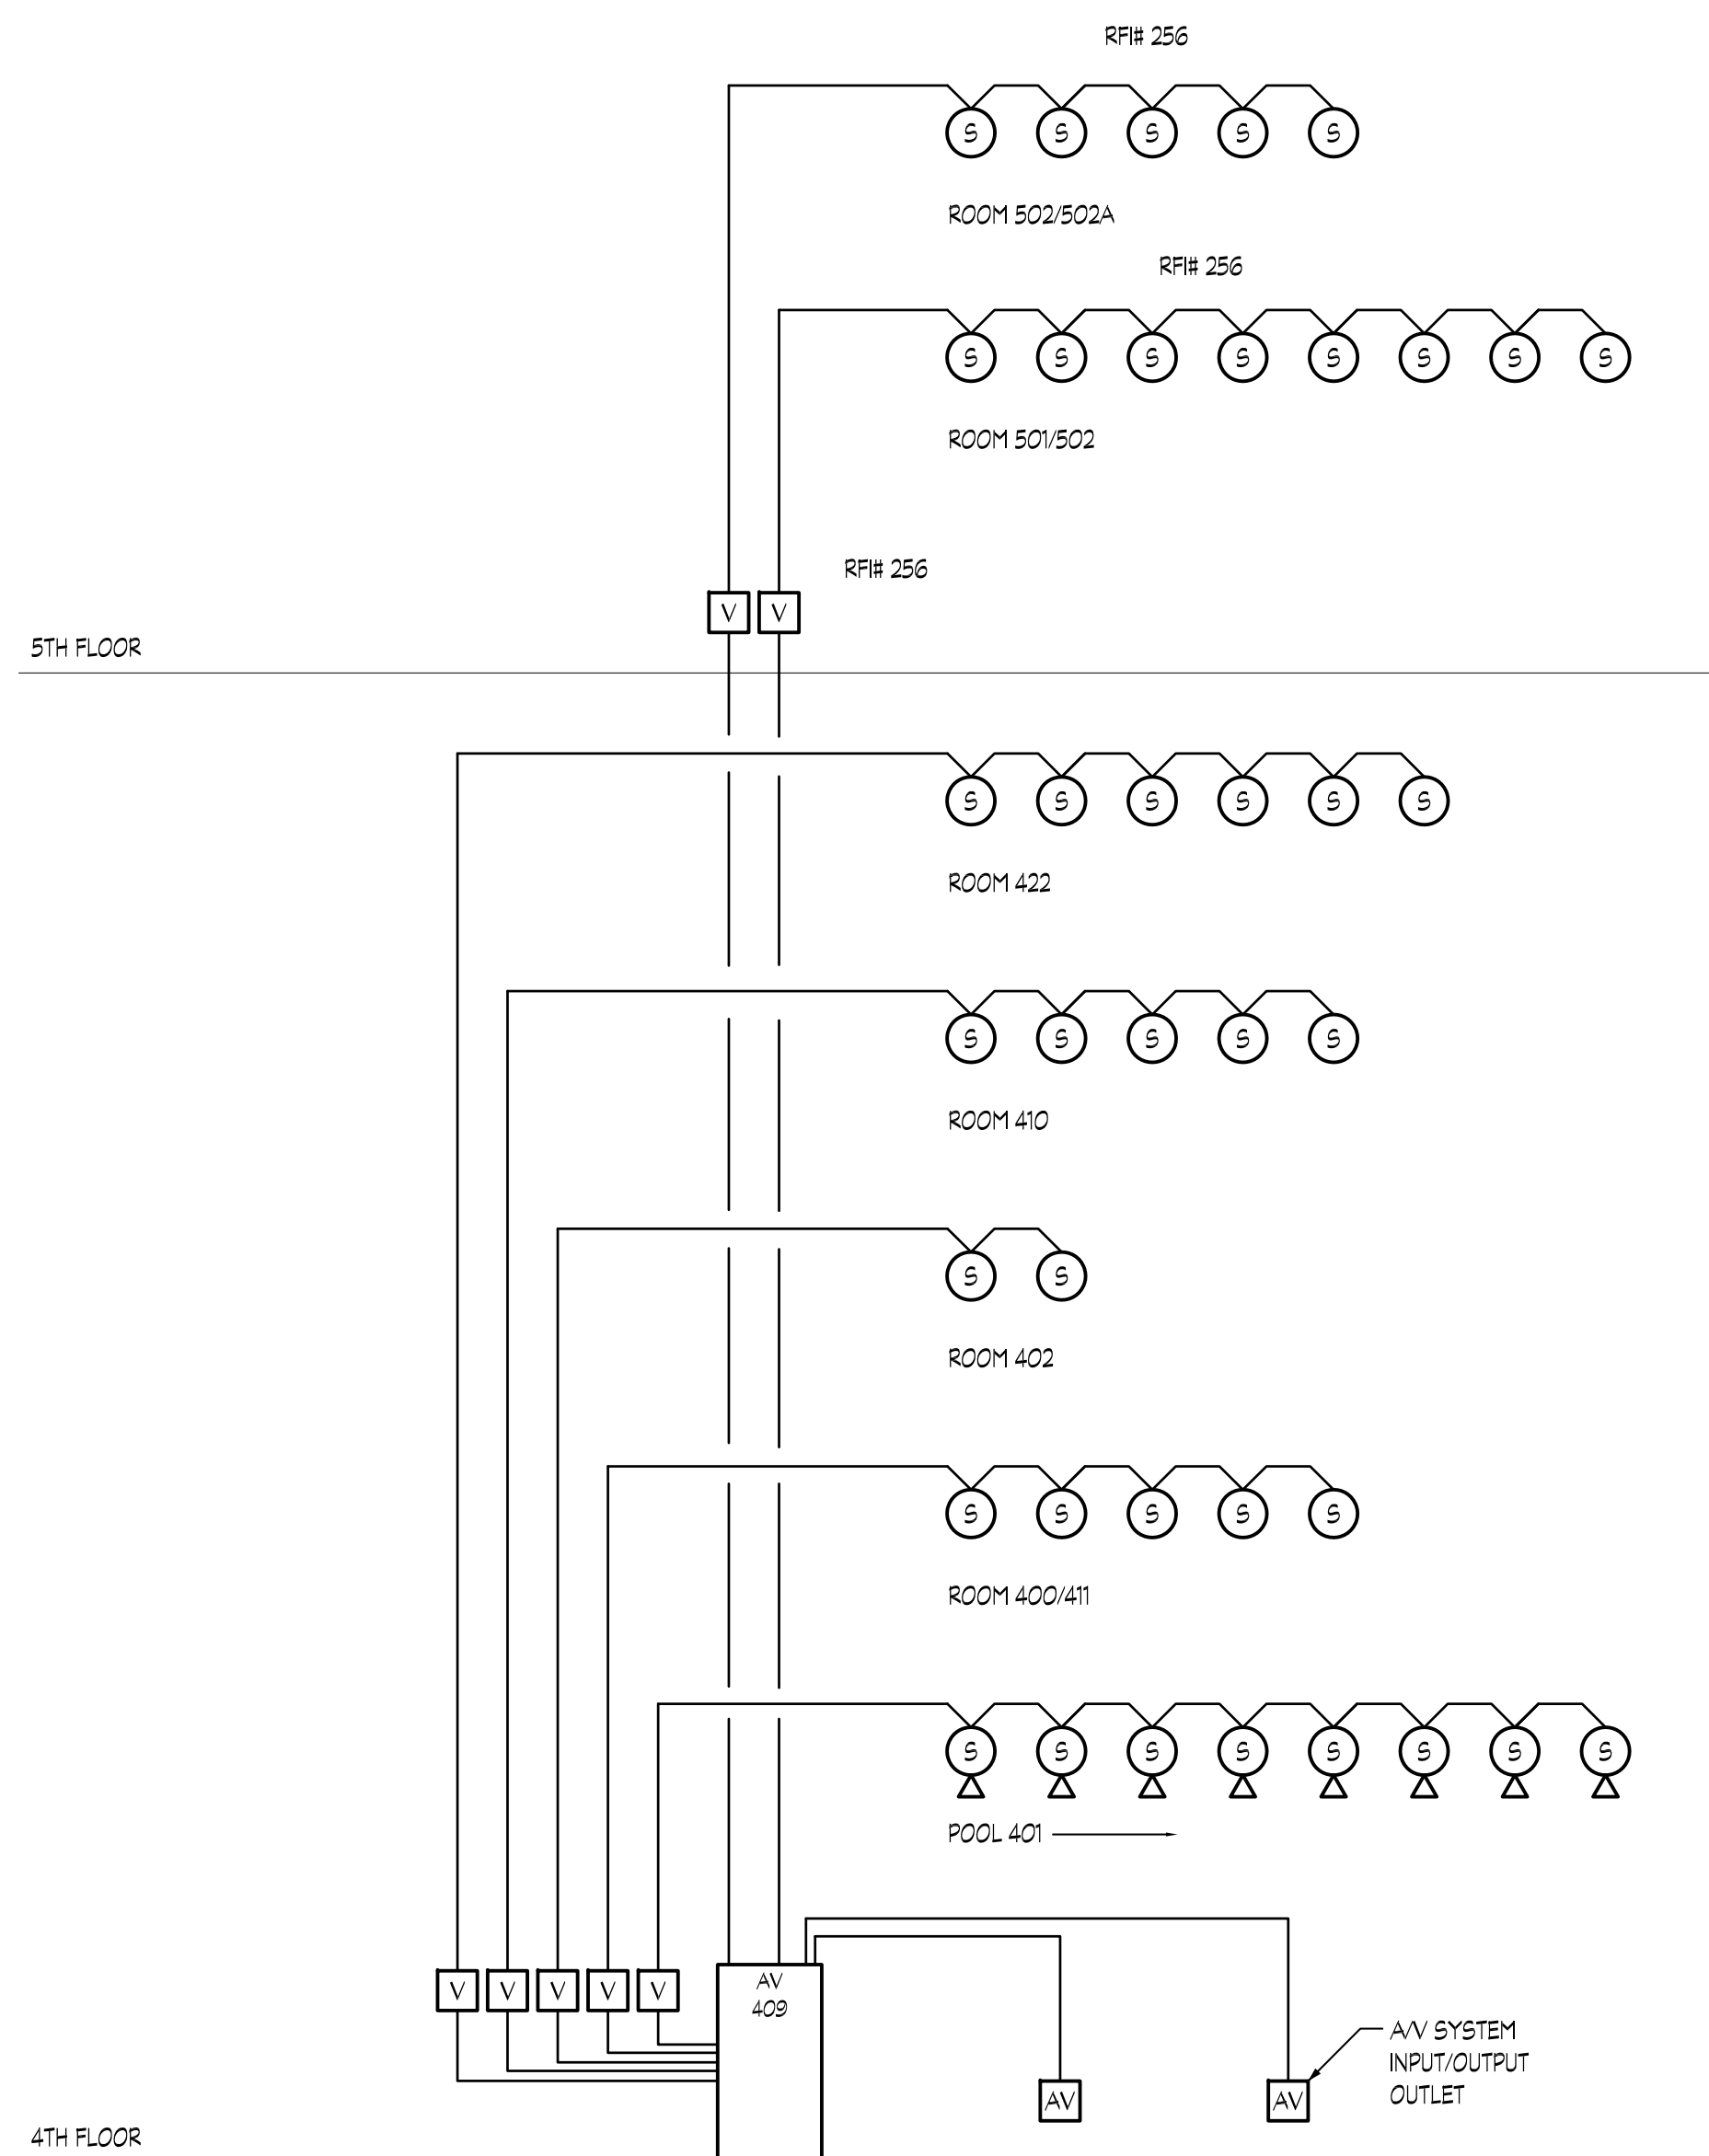 RFI# 256
S S S S S
ROOM 502/502A
RFI# 256
S S S S S S S S
ROOM 501/502
RFI# 256
V V
5TH FLOOR
S S S S S S
ROOM 422
S S S S S
ROOM 410
S S
ROOM 402
S S S S S
ROOM 400/411
S S S S S S S S
POOL 401
V V V V V
AV
409
A/V SYSTEM
INPUT/OUTPUT
OUTLET
AV AV
4TH FLOOR